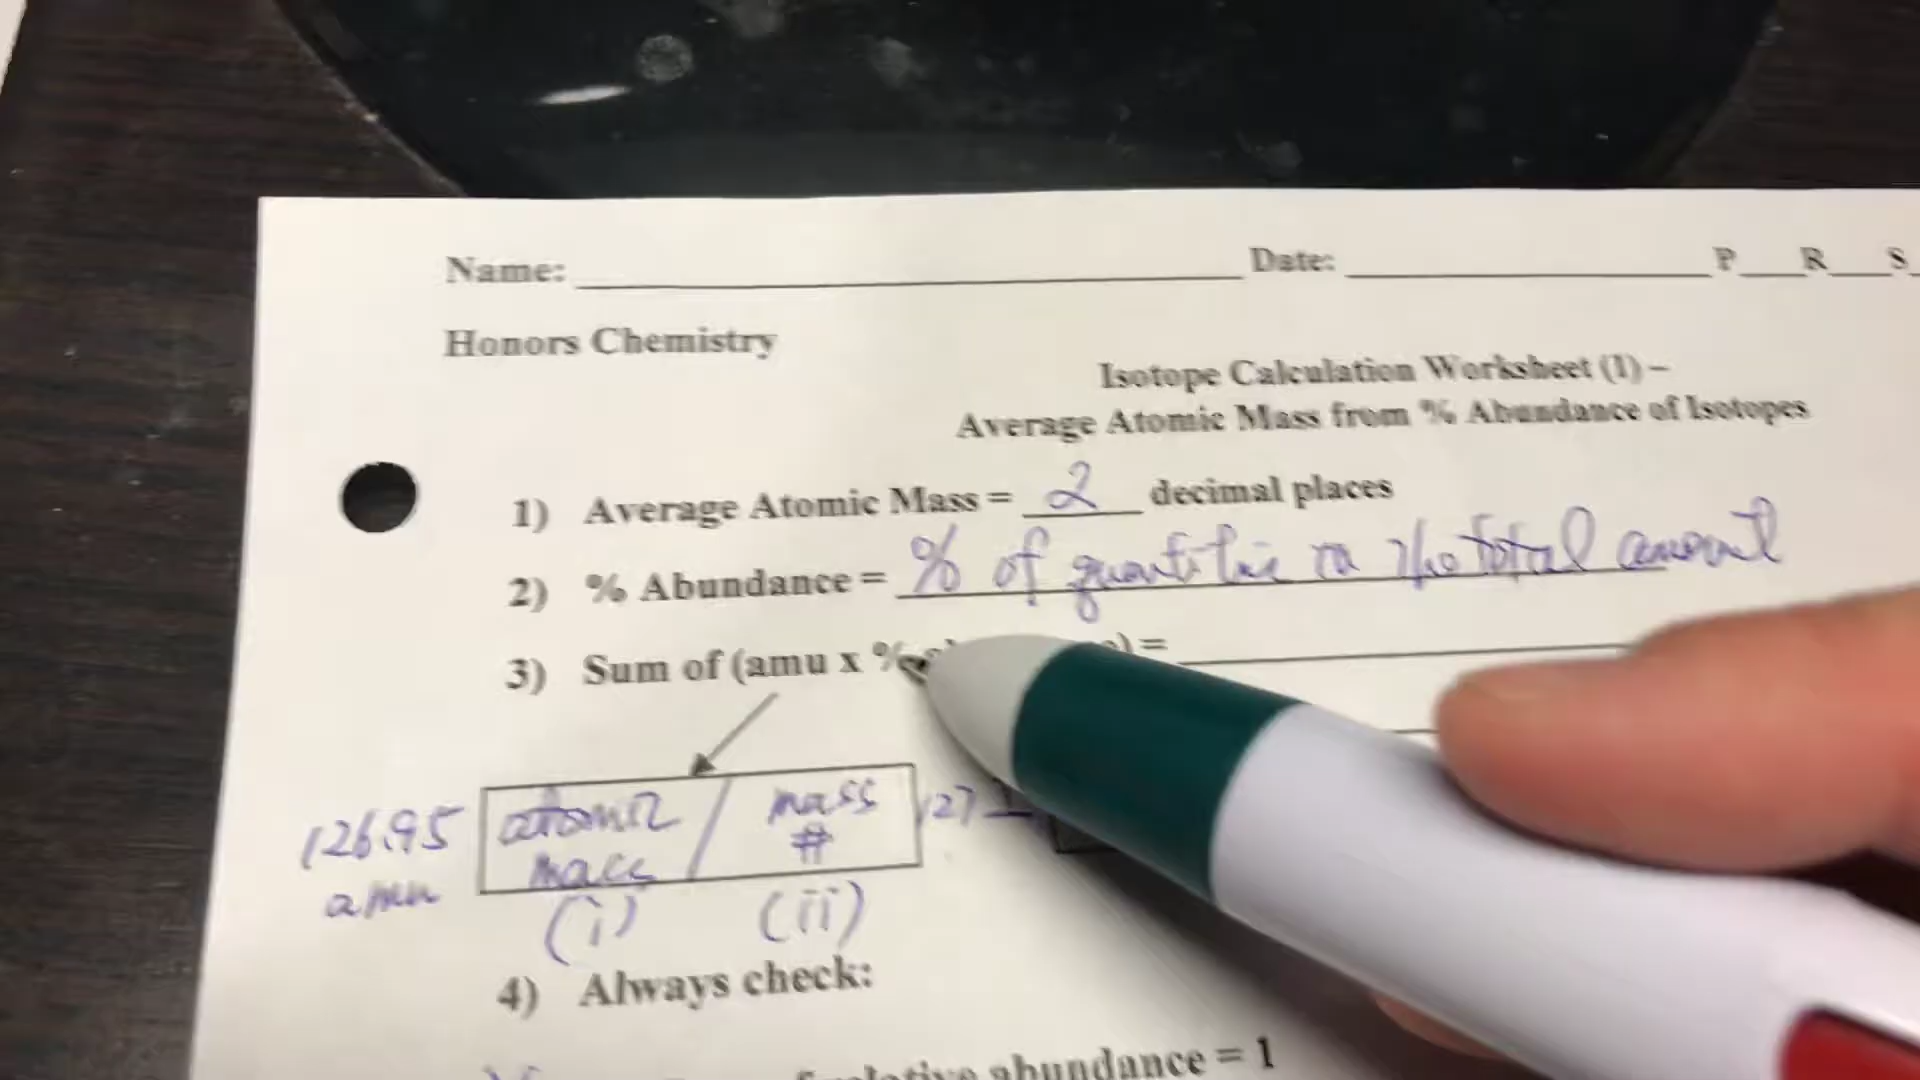 Name: Date: P R S
Honors Chemistry
Isotope Calculation Worksheet (I) –
Average Atomic Mass from % Abundance of Isotopes
1) Average Atomic Mass = 2 decimal places
2) % Abundance = % of quantities in the total amount
3) Sum of (amu x % ) =
126.95 amu
atomic mass / mass # 127
(i) (ii)
4) Always check:
relative abundance = 1